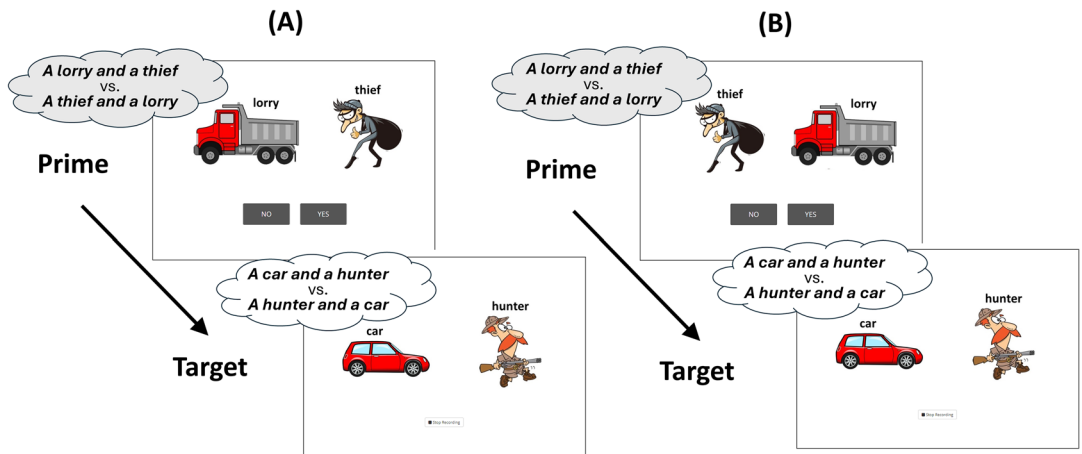 (A)
A lorry and a thief
vs.
A thief and a lorry
lorry
thief
Prime
NO
YES
A car and a hunter
vs.
A hunter and a car
car
hunter
Target
Stop Recording
(B)
A lorry and a thief
vs.
A thief and a lorry
thief
lorry
Prime
NO
YES
A car and a hunter
vs.
A hunter and a car
car
hunter
Target
Stop Recording